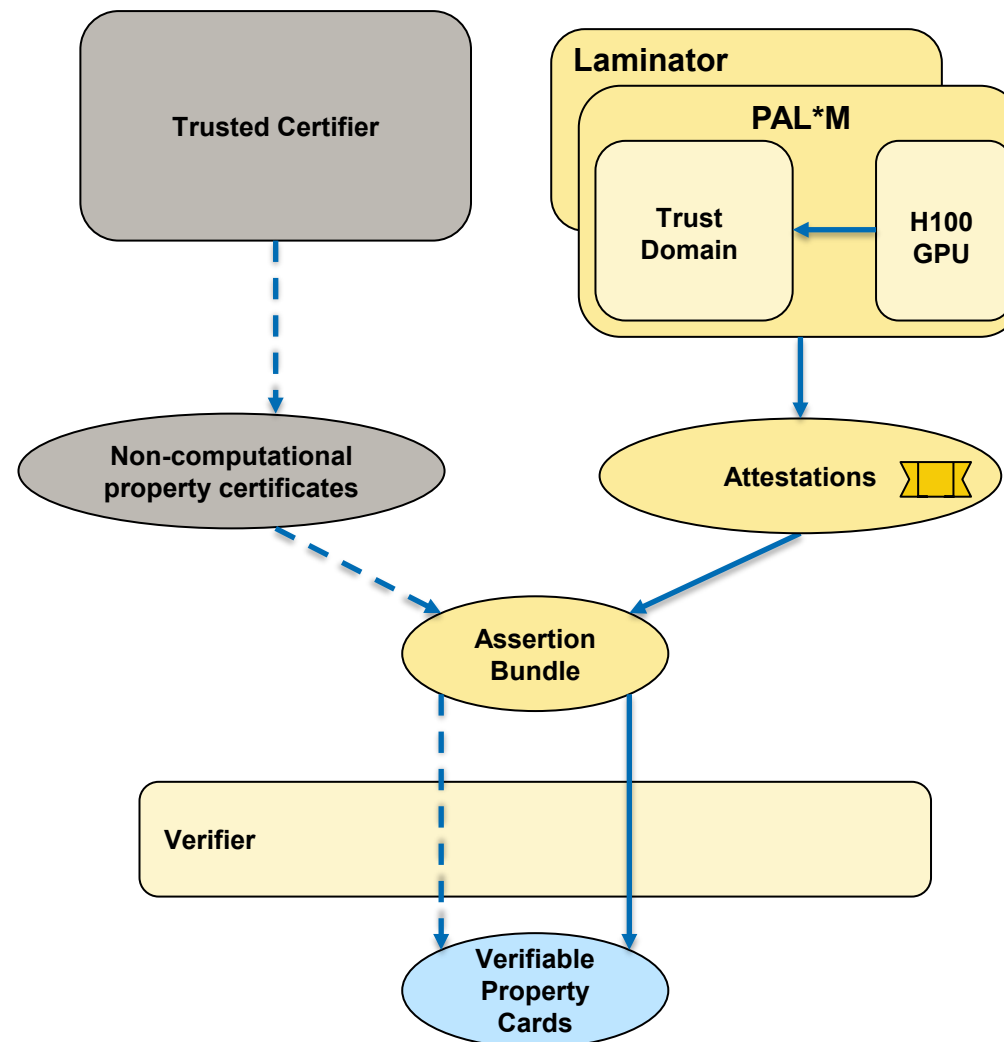 Trusted Certifier
Laminator
PAL*M
Trust
Domain
H100
GPU
Non-computational
property certificates
Attestations
Assertion
Bundle
Verifier
Verifiable
Property
Cards